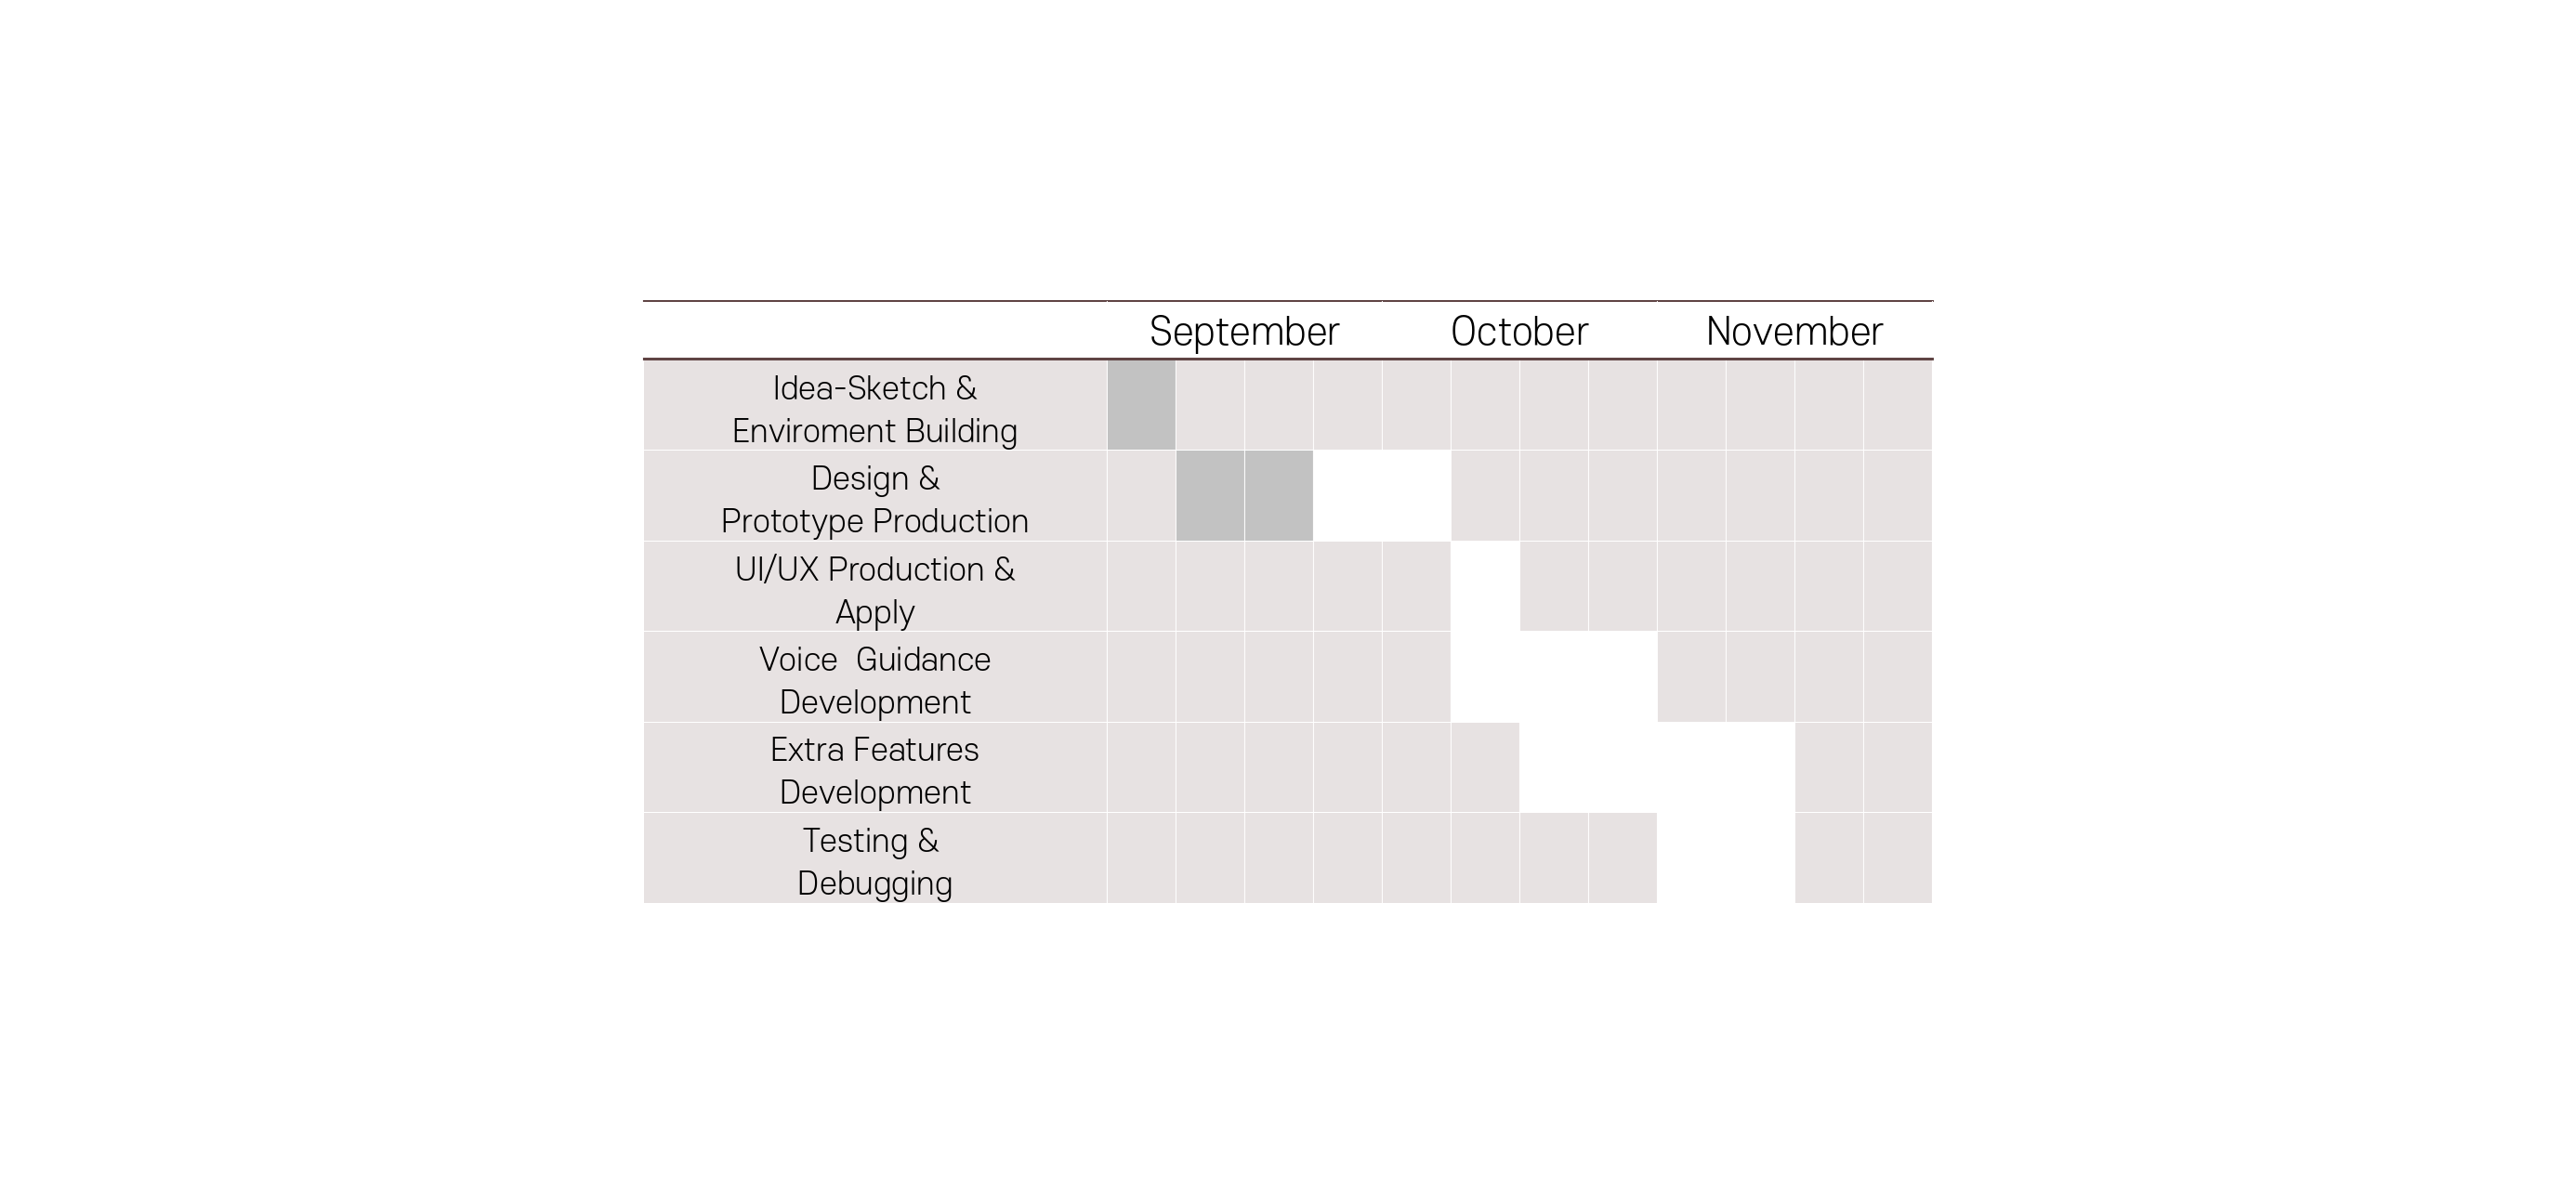 September October November
Idea-Sketch &
Enviroment Building
Design &
Prototype Production
UI/UX Production &
Apply
Voice  Guidance
Development
Extra Features
Development
Testing &
Debugging